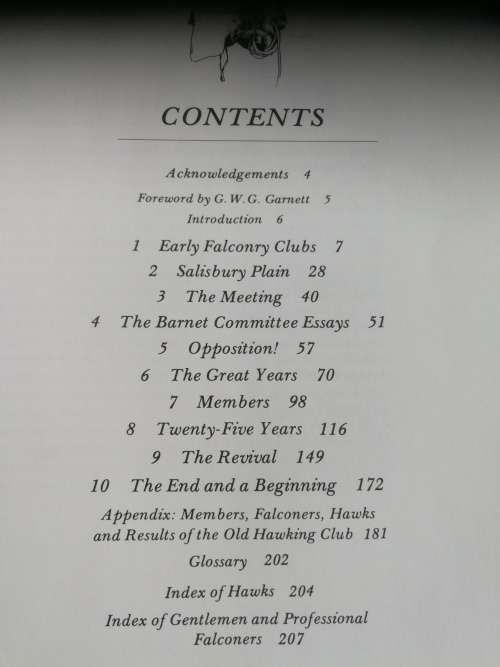 CONTENTS
Acknowledgements 4
Foreword by G. W. G. Garnett 5
Introduction 6
1 Early Falconry Clubs 7
2 Salisbury Plain 28
3 The Meeting 40
4 The Barnet Committee Essays 51
5 Opposition! 57
6 The Great Years 70
7 Members 98
8 Twenty-Five Years 116
9 The Revival 149
10 The End and a Beginning 172
Appendix: Members, Falconers, Hawks
and Results of the Old Hawking Club 181
Glossary 202
Index of Hawks 204
Index of Gentlemen and Professional
Falconers 207